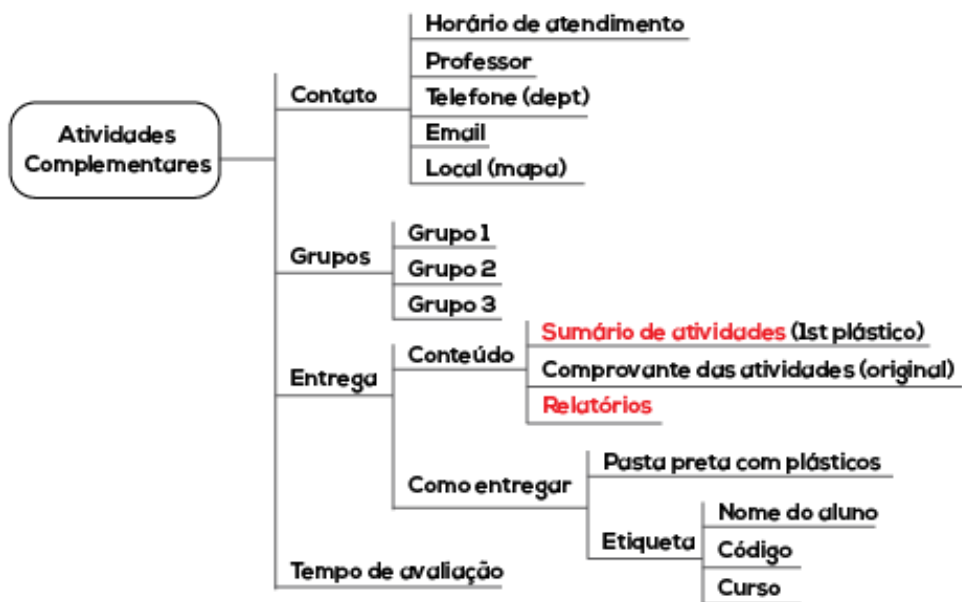 Atividades
Complementares
Contato
Horário de atendimento
Professor
Telefone (dept)
Email
Local (mapa)
Grupos
Grupo 1
Grupo 2
Grupo 3
Entrega
Conteúdo
Sumário de atividades (1st plástico)
Comprovante das atividades (original)
Relatórios
Como entregar
Pasta preta com plásticos
Etiqueta
Nome do aluno
Código
Curso
Tempo de avaliação